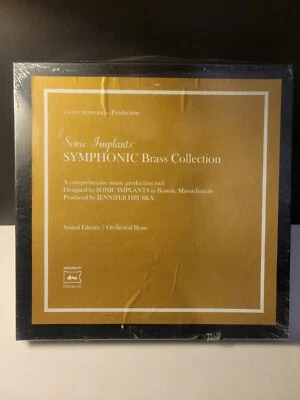 Production
Sonic Implants
SYMPHONIC Brass Collection
A comprehensive music production tool
Designed by SONIC IMPLANTS in Boston, Massachusetts
Produced by JENNIFER HRUSKA
Sound Library | Orchestral Brass